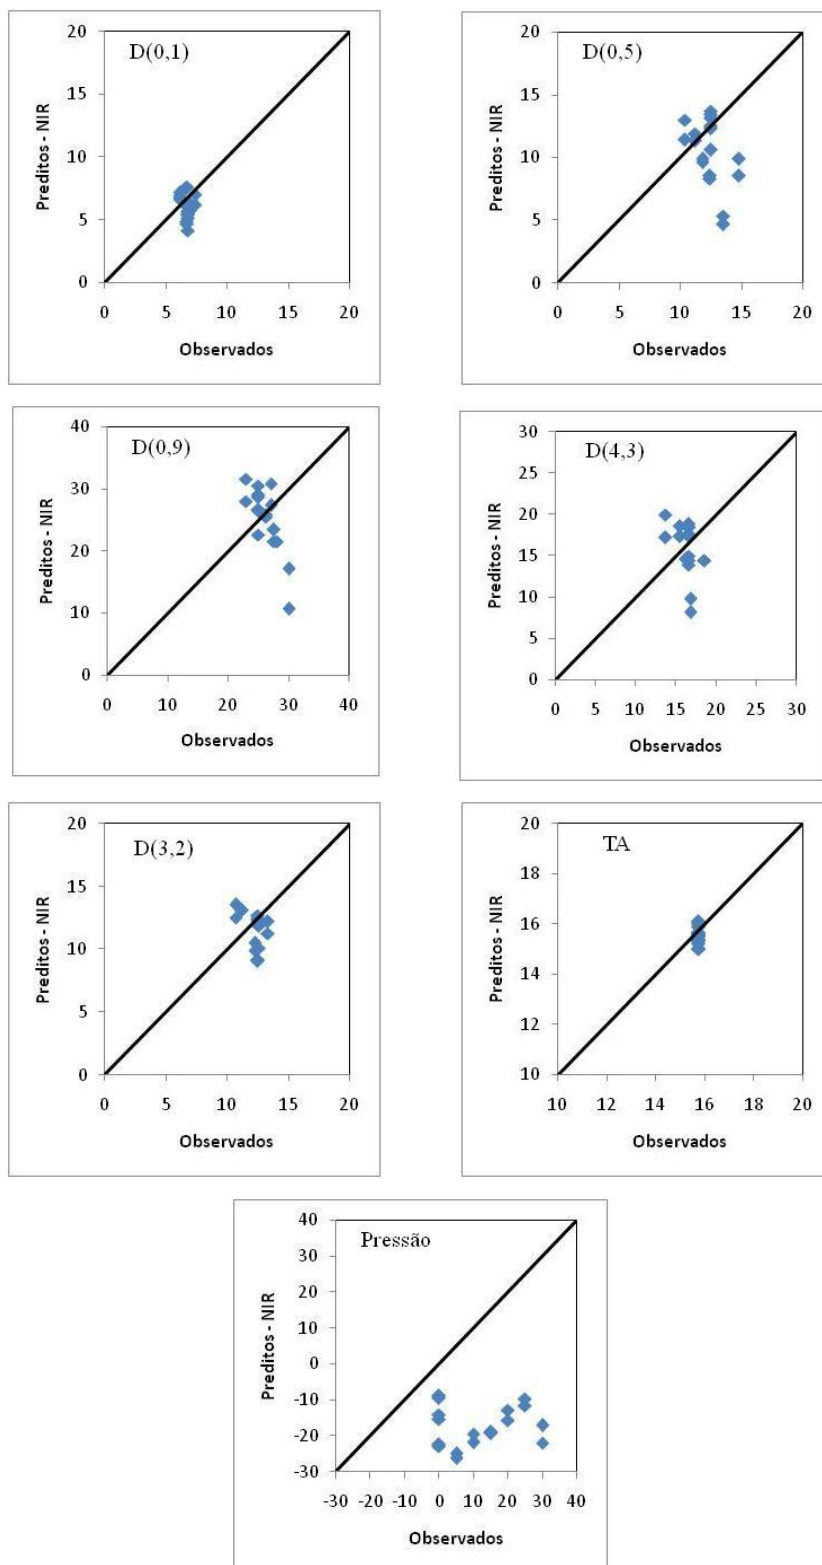 D(0,1)
20
15
10
5
0
Preditos - NIR
0 5 10 15 20
Observados
D(0,5)
20
15
10
5
0
Preditos - NIR
0 5 10 15 20
Observados
D(0,9)
40
30
20
10
0
Preditos - NIR
0 10 20 30 40
Observados
D(4,3)
30
25
20
15
10
5
0
Preditos - NIR
0 5 10 15 20 25 30
Observados
D(3,2)
20
15
10
5
0
Preditos - NIR
0 5 10 15 20
Observados
TA
20
18
16
14
12
10
Preditos - NIR
10 12 14 16 18 20
Observados
Pressão
40
30
20
10
0
-10
-20
-30
Preditos - NIR
-30 -20 -10 0 10 20 30 40
Observados